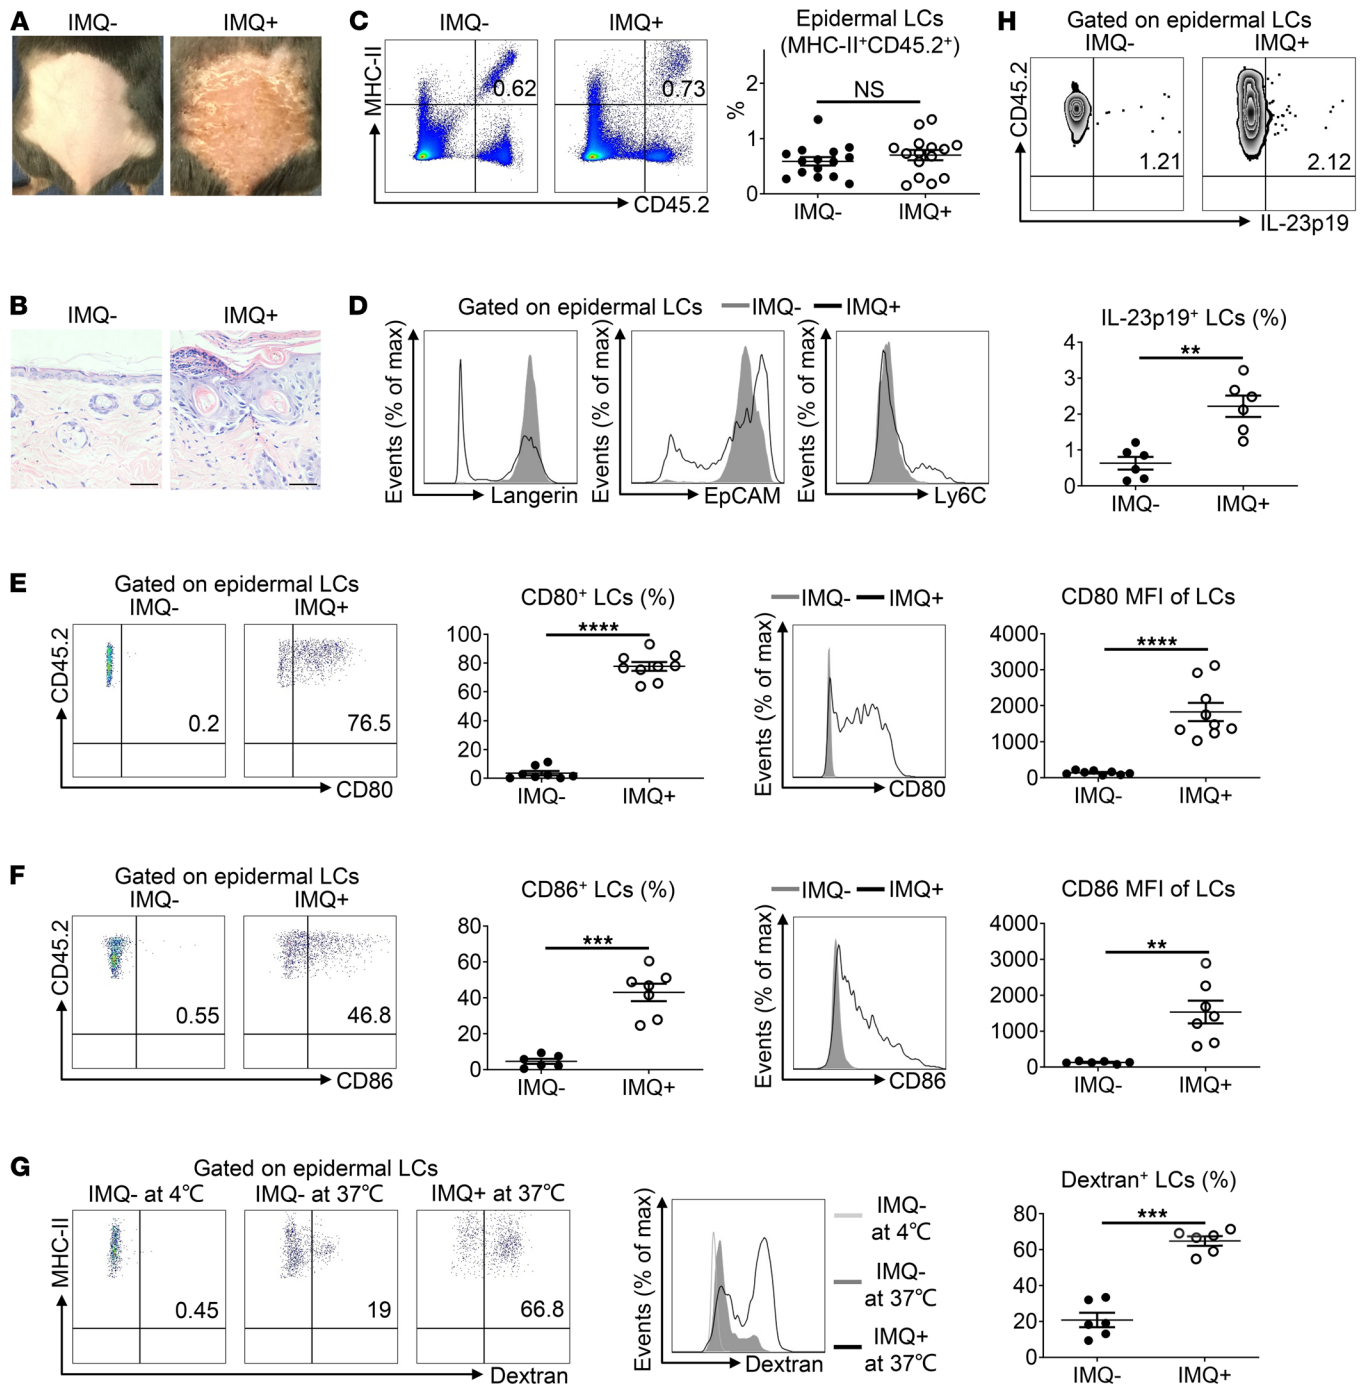 A
IMQ-
IMQ+
B
IMQ-
IMQ+
C
IMQ-
IMQ+
MHC-II
0.62
0.73
CD45.2
Epidermal LCs
(MHC-II⁺CD45.2⁺)
%
2
1
0
NS
IMQ-
IMQ+
H
Gated on epidermal LCs
IMQ-
IMQ+
CD45.2
1.21
2.12
IL-23p19
IL-23p19⁺ LCs (%)
4
3
2
1
0
**
IMQ-
IMQ+
D
Gated on epidermal LCs
IMQ-
IMQ+
Events (% of max)
Langerin
Events (% of max)
EpCAM
Events (% of max)
Ly6C
E
Gated on epidermal LCs
IMQ-
IMQ+
CD45.2
0.2
76.5
CD80
CD80⁺ LCs (%)
100
80
60
40
20
0
****
IMQ-
IMQ+
IMQ-
IMQ+
Events (% of max)
CD80
CD80 MFI of LCs
4000
3000
2000
1000
0
****
IMQ-
IMQ+
F
Gated on epidermal LCs
IMQ-
IMQ+
CD45.2
0.55
46.8
CD86
CD86⁺ LCs (%)
80
60
40
20
0
***
IMQ-
IMQ+
IMQ-
IMQ+
Events (% of max)
CD86
CD86 MFI of LCs
4000
3000
2000
1000
0
**
IMQ-
IMQ+
G
Gated on epidermal LCs
IMQ- at 4℃
IMQ- at 37℃
IMQ+ at 37℃
MHC-II
0.45
19
66.8
Dextran
Events (% of max)
Dextran
IMQ-
at 4℃
IMQ-
at 37℃
IMQ+
at 37℃
Dextran⁺ LCs (%)
80
60
40
20
0
***
IMQ-
IMQ+